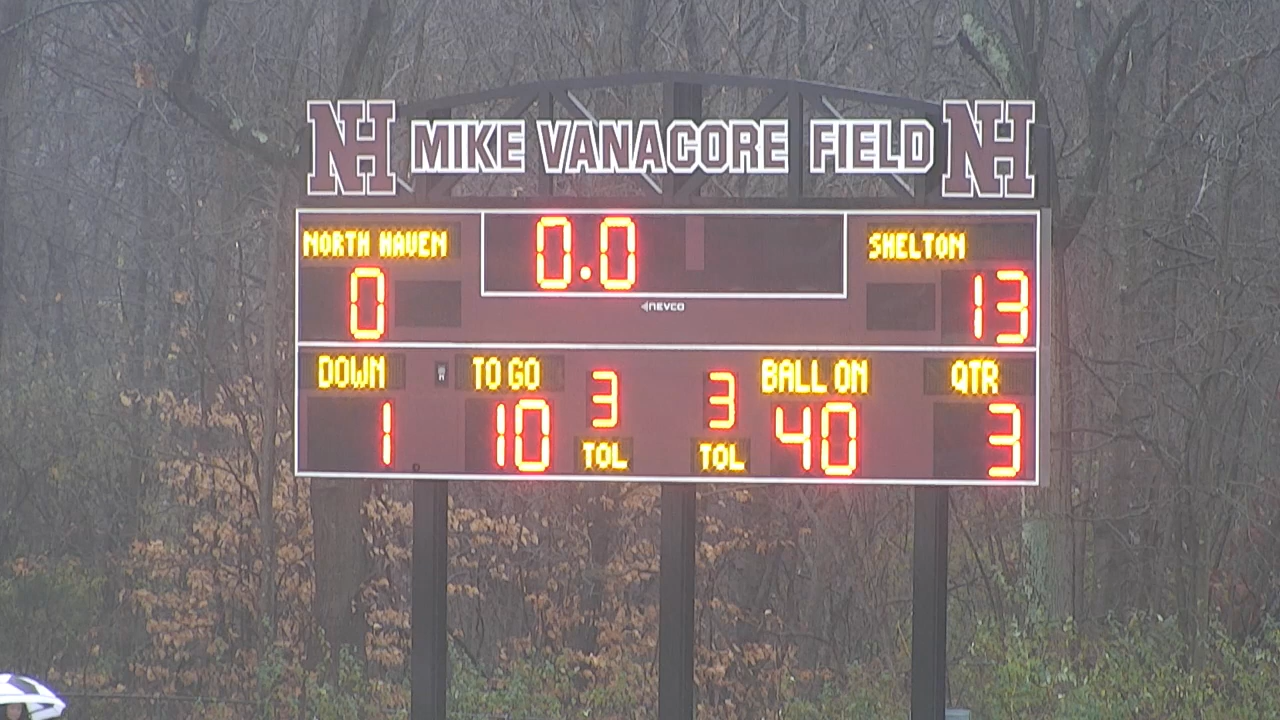 NH MIKE VANACORE FIELD NH
NORTH HAVEN 0.0 SHELTON
0 NEVCO 13
DOWN TO GO 3 3 BALL ON QTR
1 10 TOL TOL 40 3